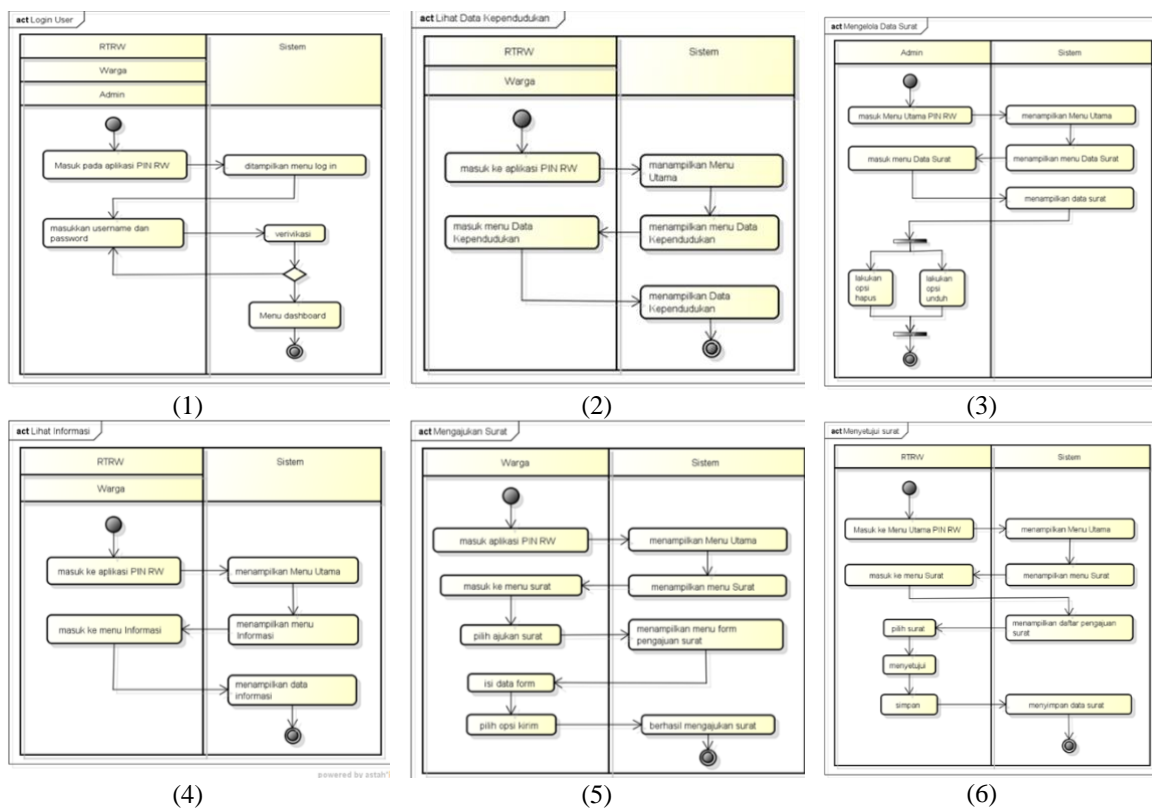 act Login User
RTRW
Sistem
Warga
Admin
Masuk pada aplikasi PIN RW
ditampilkan menu log in
masukkan username dan
password
verivikasi
Menu dashboard
(1)
act Lihat Data Kependudukan
RTRW
Sistem
Warga
masuk ke aplikasi PIN RW
manampilkan Menu
Utama
masuk menu Data
Kependudukan
menampilkan menu Data
Kependudukan
menampilkan Data
Kependudukan
(2)
act Mengelola Data Surat
Admin
Sistem
masuk Menu Utama PIN RW
menampilkan Menu Utama
masuk menu Data Surat
menampilkan menu Data Surat
menampilkan data surat
lakukan
opsi
hapus
lakukan
opsi
unduh
(3)
act Lihat Informasi
RTRW
Sistem
Warga
masuk ke aplikasi PIN RW
menampilkan Menu Utama
masuk ke menu Informasi
menampilkan menu
Informasi
menampilkan data
informasi
powered by astah*
(4)
act Mengajukan Surat
Warga
Sistem
masuk aplikasi PIN RW
menampilkan Menu Utama
masuk ke menu surat
menampilkan menu Surat
pilih ajukan surat
menampilkan menu form
pengajuan surat
isi data form
pilih opsi kirim
berhasil mengajukan surat
(5)
act Menyetujui surat
RTRW
Sistem
Masuk ke Menu Utama PIN RW
menampilkan Menu Utama
masuk ke menu Surat
menampilkan menu Surat
pilih surat
menampilkan daftar pengajuan
surat
menyetujui
simpan
menyimpan data surat
(6)